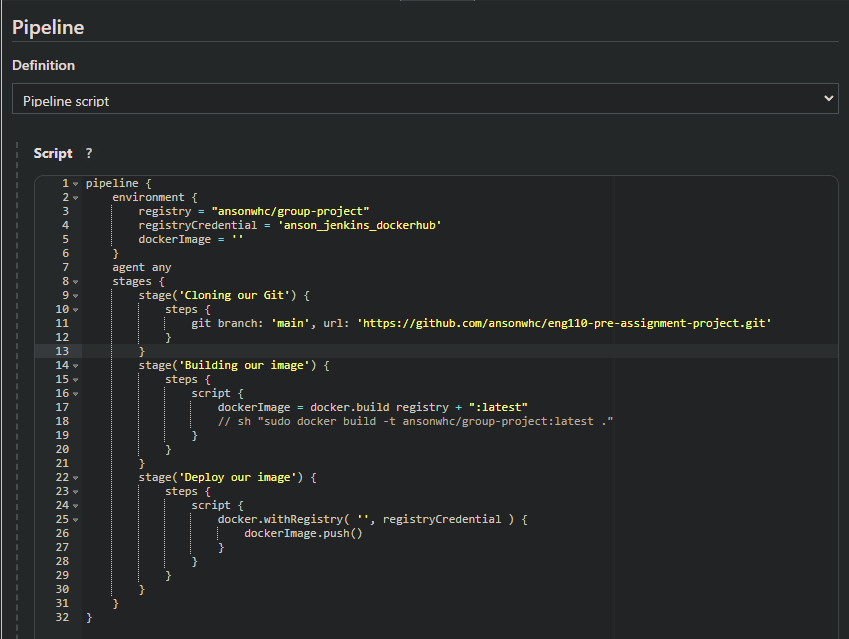 Pipeline
Definition
Pipeline script
Script ?
1 pipeline {
2     environment {
3         registry = "ansonwhc/group-project"
4         registryCredential = 'anson_jenkins_dockerhub'
5         dockerImage = ''
6     }
7     agent any
8     stages {
9         stage('Cloning our Git') {
10             steps {
11                 git branch: 'main', url: 'https://github.com/ansonwhc/eng110-pre-assignment-project.git'
12             }
13         }
14         stage('Building our image') {
15             steps {
16                 script {
17                     dockerImage = docker.build registry + ":latest"
18                     // sh "sudo docker build -t ansonwhc/group-project:latest ."
19                 }
20             }
21         }
22         stage('Deploy our image') {
23             steps {
24                 script {
25                     docker.withRegistry( '', registryCredential ) {
26                         dockerImage.push()
27                     }
28                 }
29             }
30         }
31     }
32 }